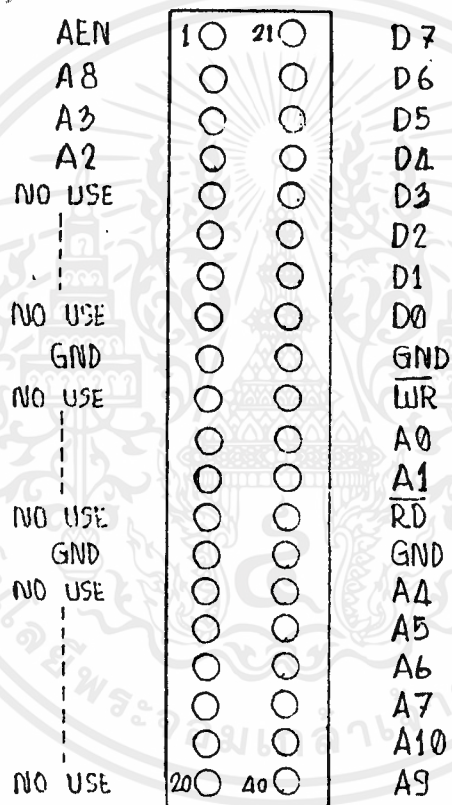 AEN 1 21 D7
A8 D6
A3 D5
A2 D4
NO USE D3
D2
D1
NO USE D0
GND GND
NO USE WR
A0
A1
NO USE RD
GND GND
NO USE A4
A5
A6
A7
A10
NO USE 20 40 A9